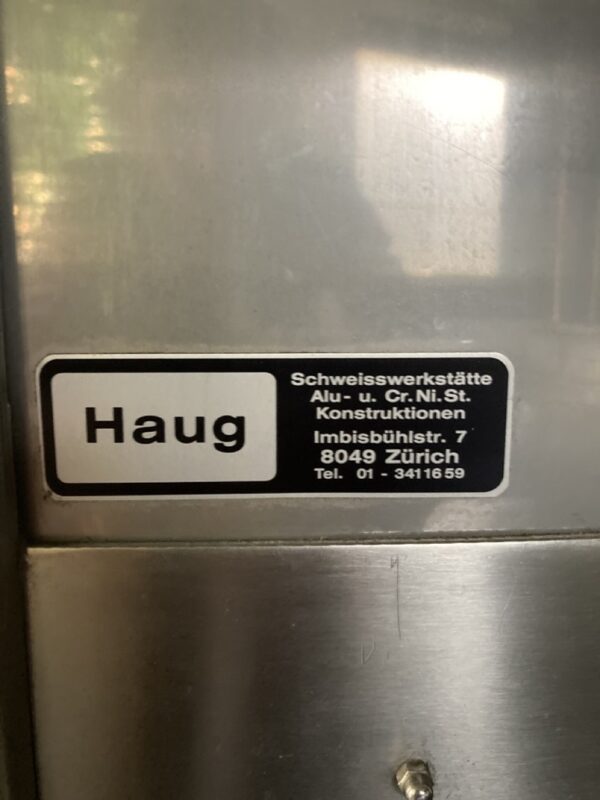 Haug
Schweisswerkstätte
Alu- u. Cr. Ni. St.
Konstruktionen
Imbisbühlstr. 7
8049 Zürich
Tel. 01 - 341 16 59